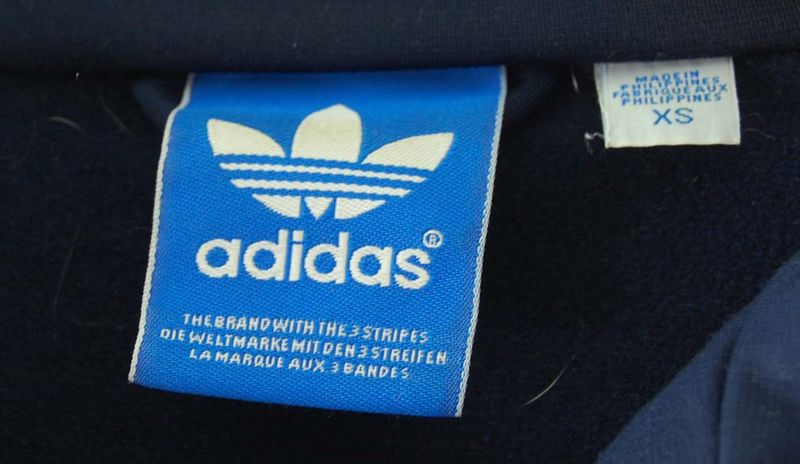 adidas®
THE BRAND WITH THE 3 STRIPES
DIE WELTMARKE MIT DEN 3 STREIFEN
LA MARQUE AUX 3 BANDES
MADE IN
PHILIPPINES
FABRIQUE AUX
PHILIPPINES
XS